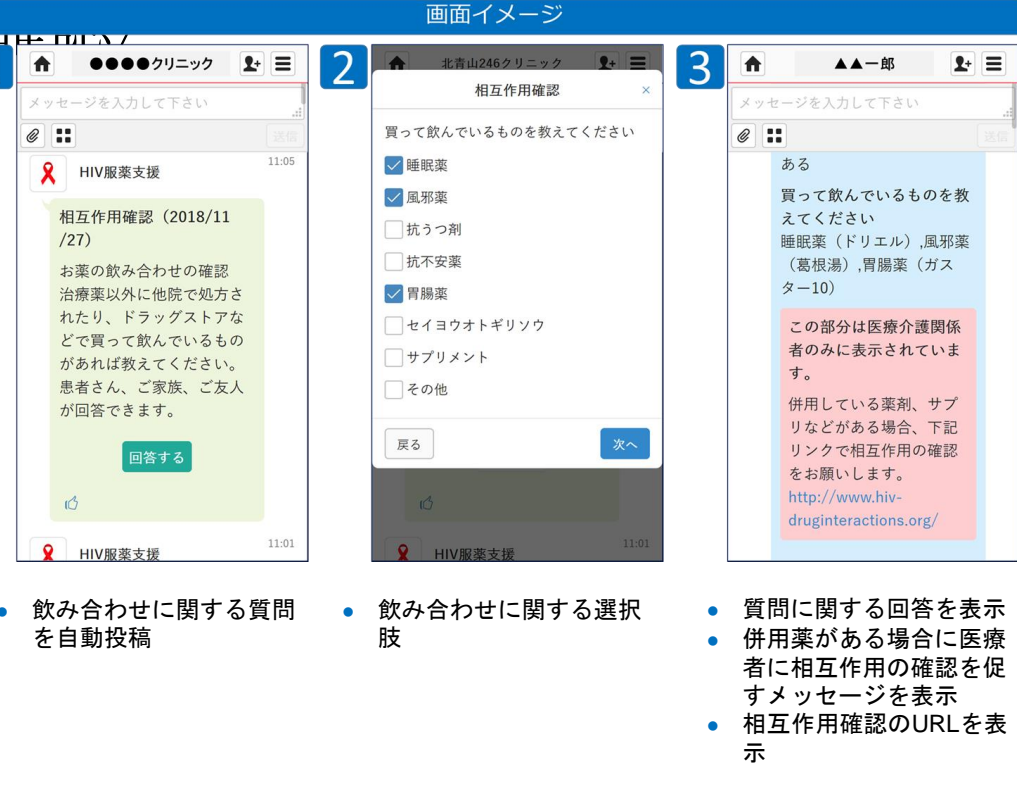 画面イメージ
●●●●クリニック
メッセージを入力して下さい
送信
HIV服薬支援
11:05
相互作用確認（2018/11
/27）
お薬の飲み合わせの確認
治療薬以外に他院で処方さ
れたり、ドラッグストアな
どで買って飲んでいるもの
があれば教えてください。
患者さん、ご家族、ご友人
が回答できます。
回答する
HIV服薬支援
11:01
飲み合わせに関する質問
を自動投稿
2
北青山246クリニック
相互作用確認
×
買って飲んでいるものを教えてください
睡眠薬
風邪薬
抗うつ剤
抗不安薬
胃腸薬
セイヨウオトギリソウ
サプリメント
その他
戻る
次へ
HIV服薬支援
11:01
飲み合わせに関する選択
肢
3
▲▲一郎
メッセージを入力して下さい
送信
ある
買って飲んでいるものを教
えてください
睡眠薬（ドリエル）,風邪薬
（葛根湯）,胃腸薬（ガス
ター10）
この部分は医療介護関係
者のみに表示されていま
す。
併用している薬剤、サプ
リなどがある場合、下記
リンクで相互作用の確認
をお願いします。
http://www.hiv-
druginteractions.org/
質問に関する回答を表示
併用薬がある場合に医療
者に相互作用の確認を促
すメッセージを表示
相互作用確認のURLを表
示